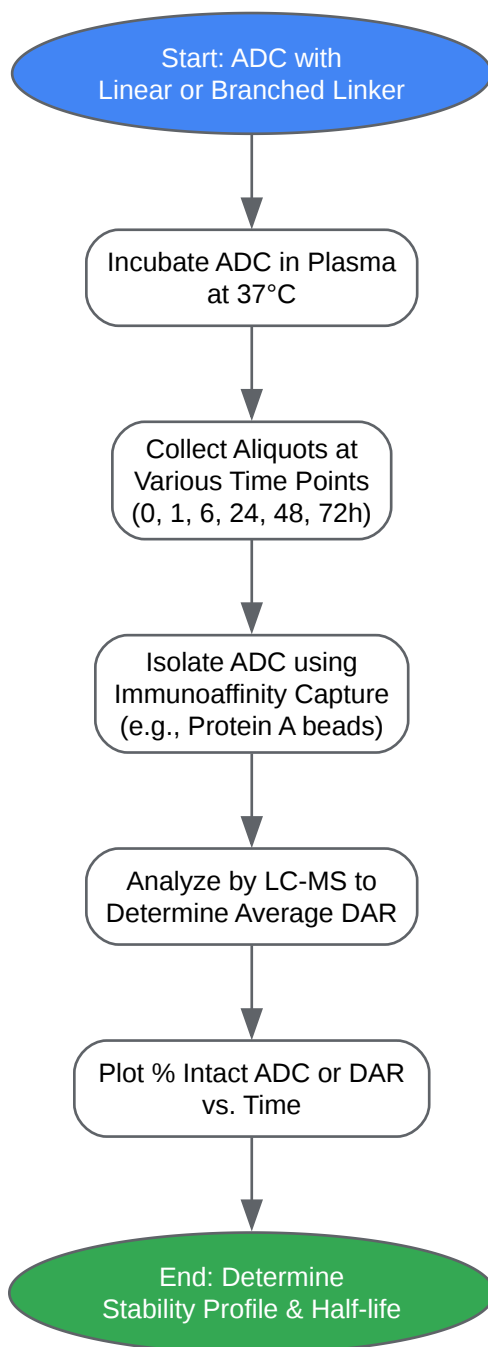 Start: ADC with
Linear or Branched Linker
Incubate ADC in Plasma
at 37°C
Collect Aliquots at
Various Time Points
(0, 1, 6, 24, 48, 72h)
Isolate ADC using
Immunoaffinity Capture
(e.g., Protein A beads)
Analyze by LC-MS to
Determine Average DAR
Plot % Intact ADC or DAR
vs. Time
End: Determine
Stability Profile & Half-life